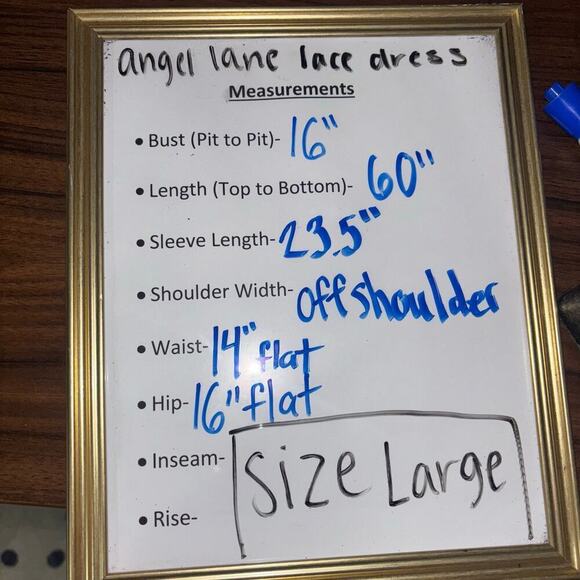 angel lane lace dress
Measurements
• Bust (Pit to Pit)- 16"
• Length (Top to Bottom)- 60"
• Sleeve Length- 23.5"
• Shoulder Width- off shoulder
• Waist- 14" flat
• Hip- 16" flat
• Inseam-
• Rise-
Size Large